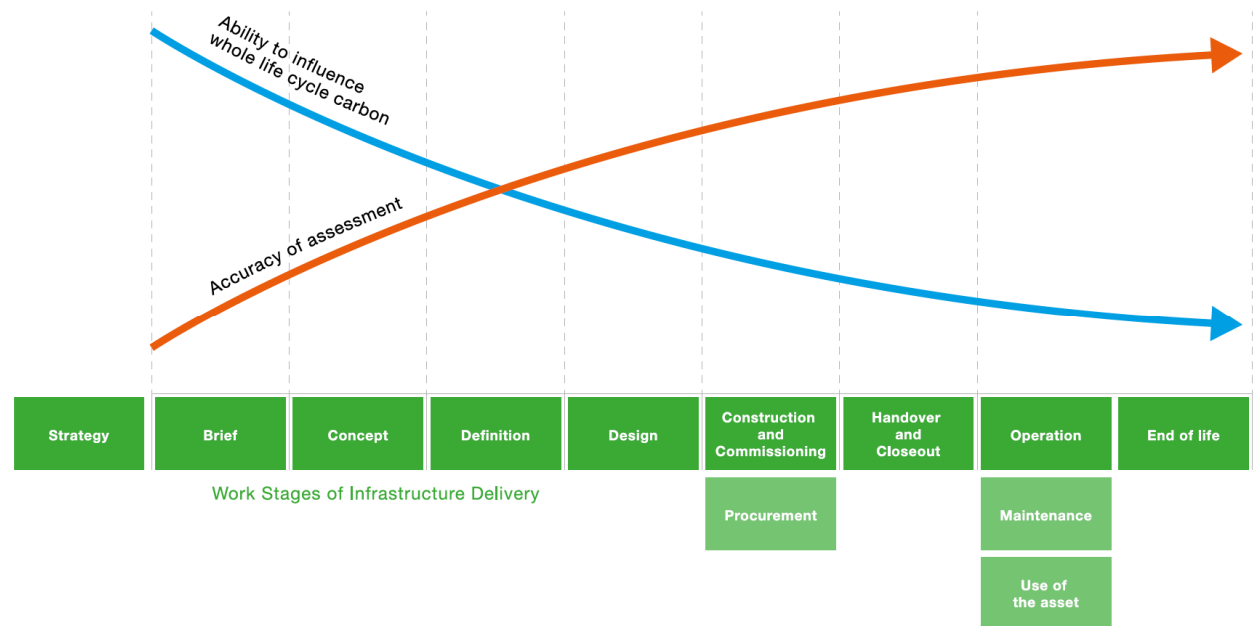 Ability to influence
whole life cycle carbon
Accuracy of assessment
Strategy
Brief
Concept
Definition
Design
Construction
and
Commissioning
Handover
and
Closeout
Operation
End of life
Work Stages of Infrastructure Delivery
Procurement
Maintenance
Use of
the asset